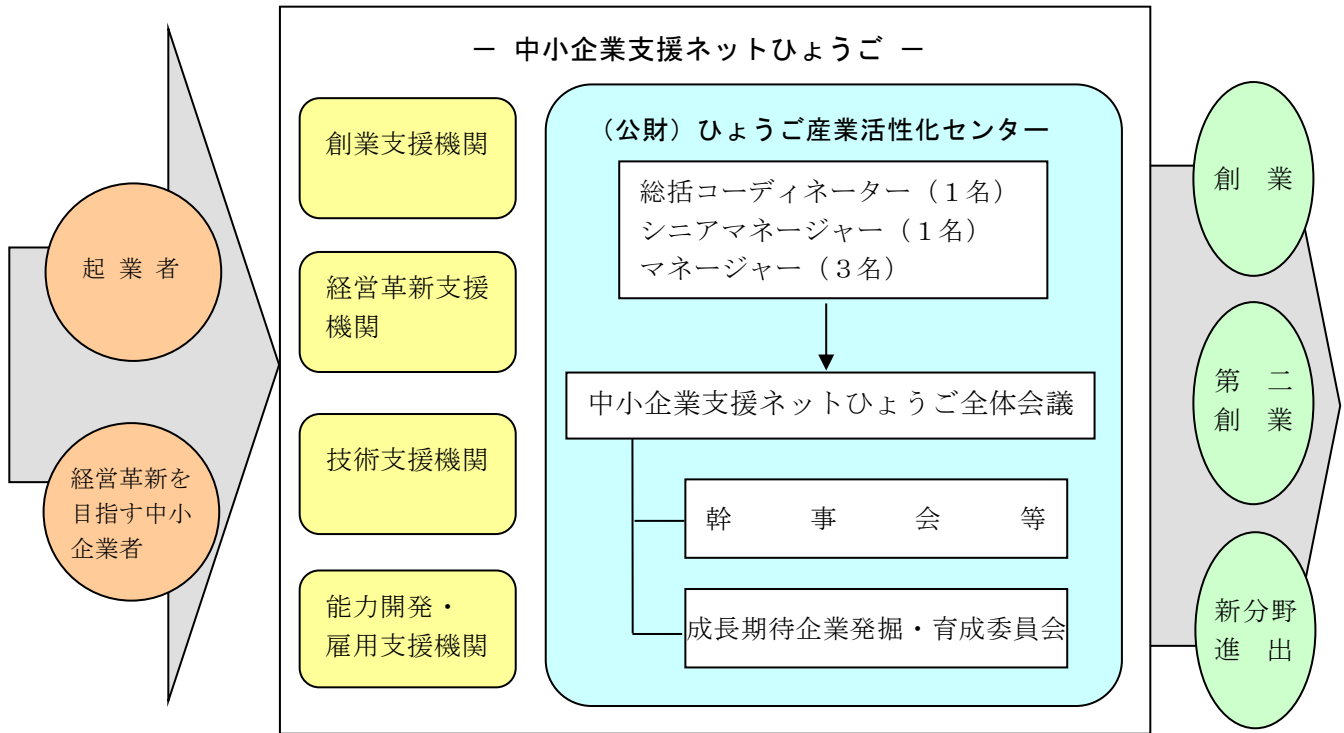 － 中小企業支援ネットひょうご －
起 業 者
経営革新を
目指す中小
企業者
創業支援機関
経営革新支援
機関
技術支援機関
能力開発・
雇用支援機関
（公財）ひょうご産業活性化センター
総括コーディネーター（１名）
シニアマネージャー（１名）
マネージャー（３名）
中小企業支援ネットひょうご全体会議
幹 事 会 等
成長期待企業発掘・育成委員会
創 業
第 二
創 業
新分野
進 出